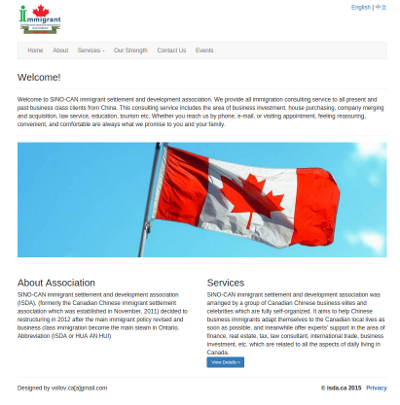 immigrant
English | 中文
Home About Services Our Strength Contact Us Events
Welcome!
Welcome to SINO-CAN immigrant settlement and development association. We provide all immigration consulting service to all present and
past business class clients from China. This consulting service includes the area of business investment, house purchasing, company merging
and acquisition, law service, education, tourism etc. Whether you reach us by phone, e-mail, or visiting appointment, feeling reassuring,
convenient, and comfortable are always what we promise to you and your family.
About Association
SINO-CAN immigrant settlement and development association
(ISDA), (formerly the Canadian Chinese immigrant settlement
association which was established in November, 2011) decided to
restructuring in 2012 after the main immigrant policy revised and
business class immigration become the main steam in Ontario.
Abbreviation (ISDA or HUA AN HUI)
Services
SINO-CAN immigrant settlement and development association was
arranged by a group of Canadian Chinese business elites and
celebrities which are fully self-organized. It aims to help Chinese
business immigrants adapt themselves to the Canadian local lives as
soon as possible, and meanwhile offer experts' support in the area of
finance, real estate, tax, law consultant, international trade, business
investment, etc. which are related to all the aspects of daily living in
Canada.
View Details »
Designed by vollov.ca[a]gmail.com
© isda.ca 2015 Privacy